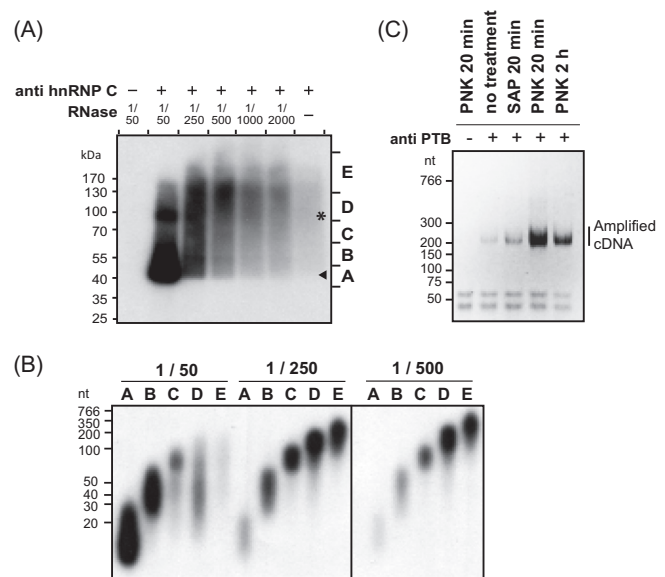 (A)
anti hnRNP C – + + + + + +
RNase 1/50 1/50 1/250 1/500 1/1000 1/2000 –
kDa
170
130
100
70
55
40
35
25
E
D
*
C
B
A
(C)
PNK 20 min
no treatment
SAP 20 min
PNK 20 min
PNK 2 h
anti PTB - + + + +
nt
766
300
200
150
100
75
50
Amplified
cDNA
(B)
1 / 50 1 / 250 1 / 500
nt A B C D E A B C D E A B C D E
766
350
200
100
50
40
30
20